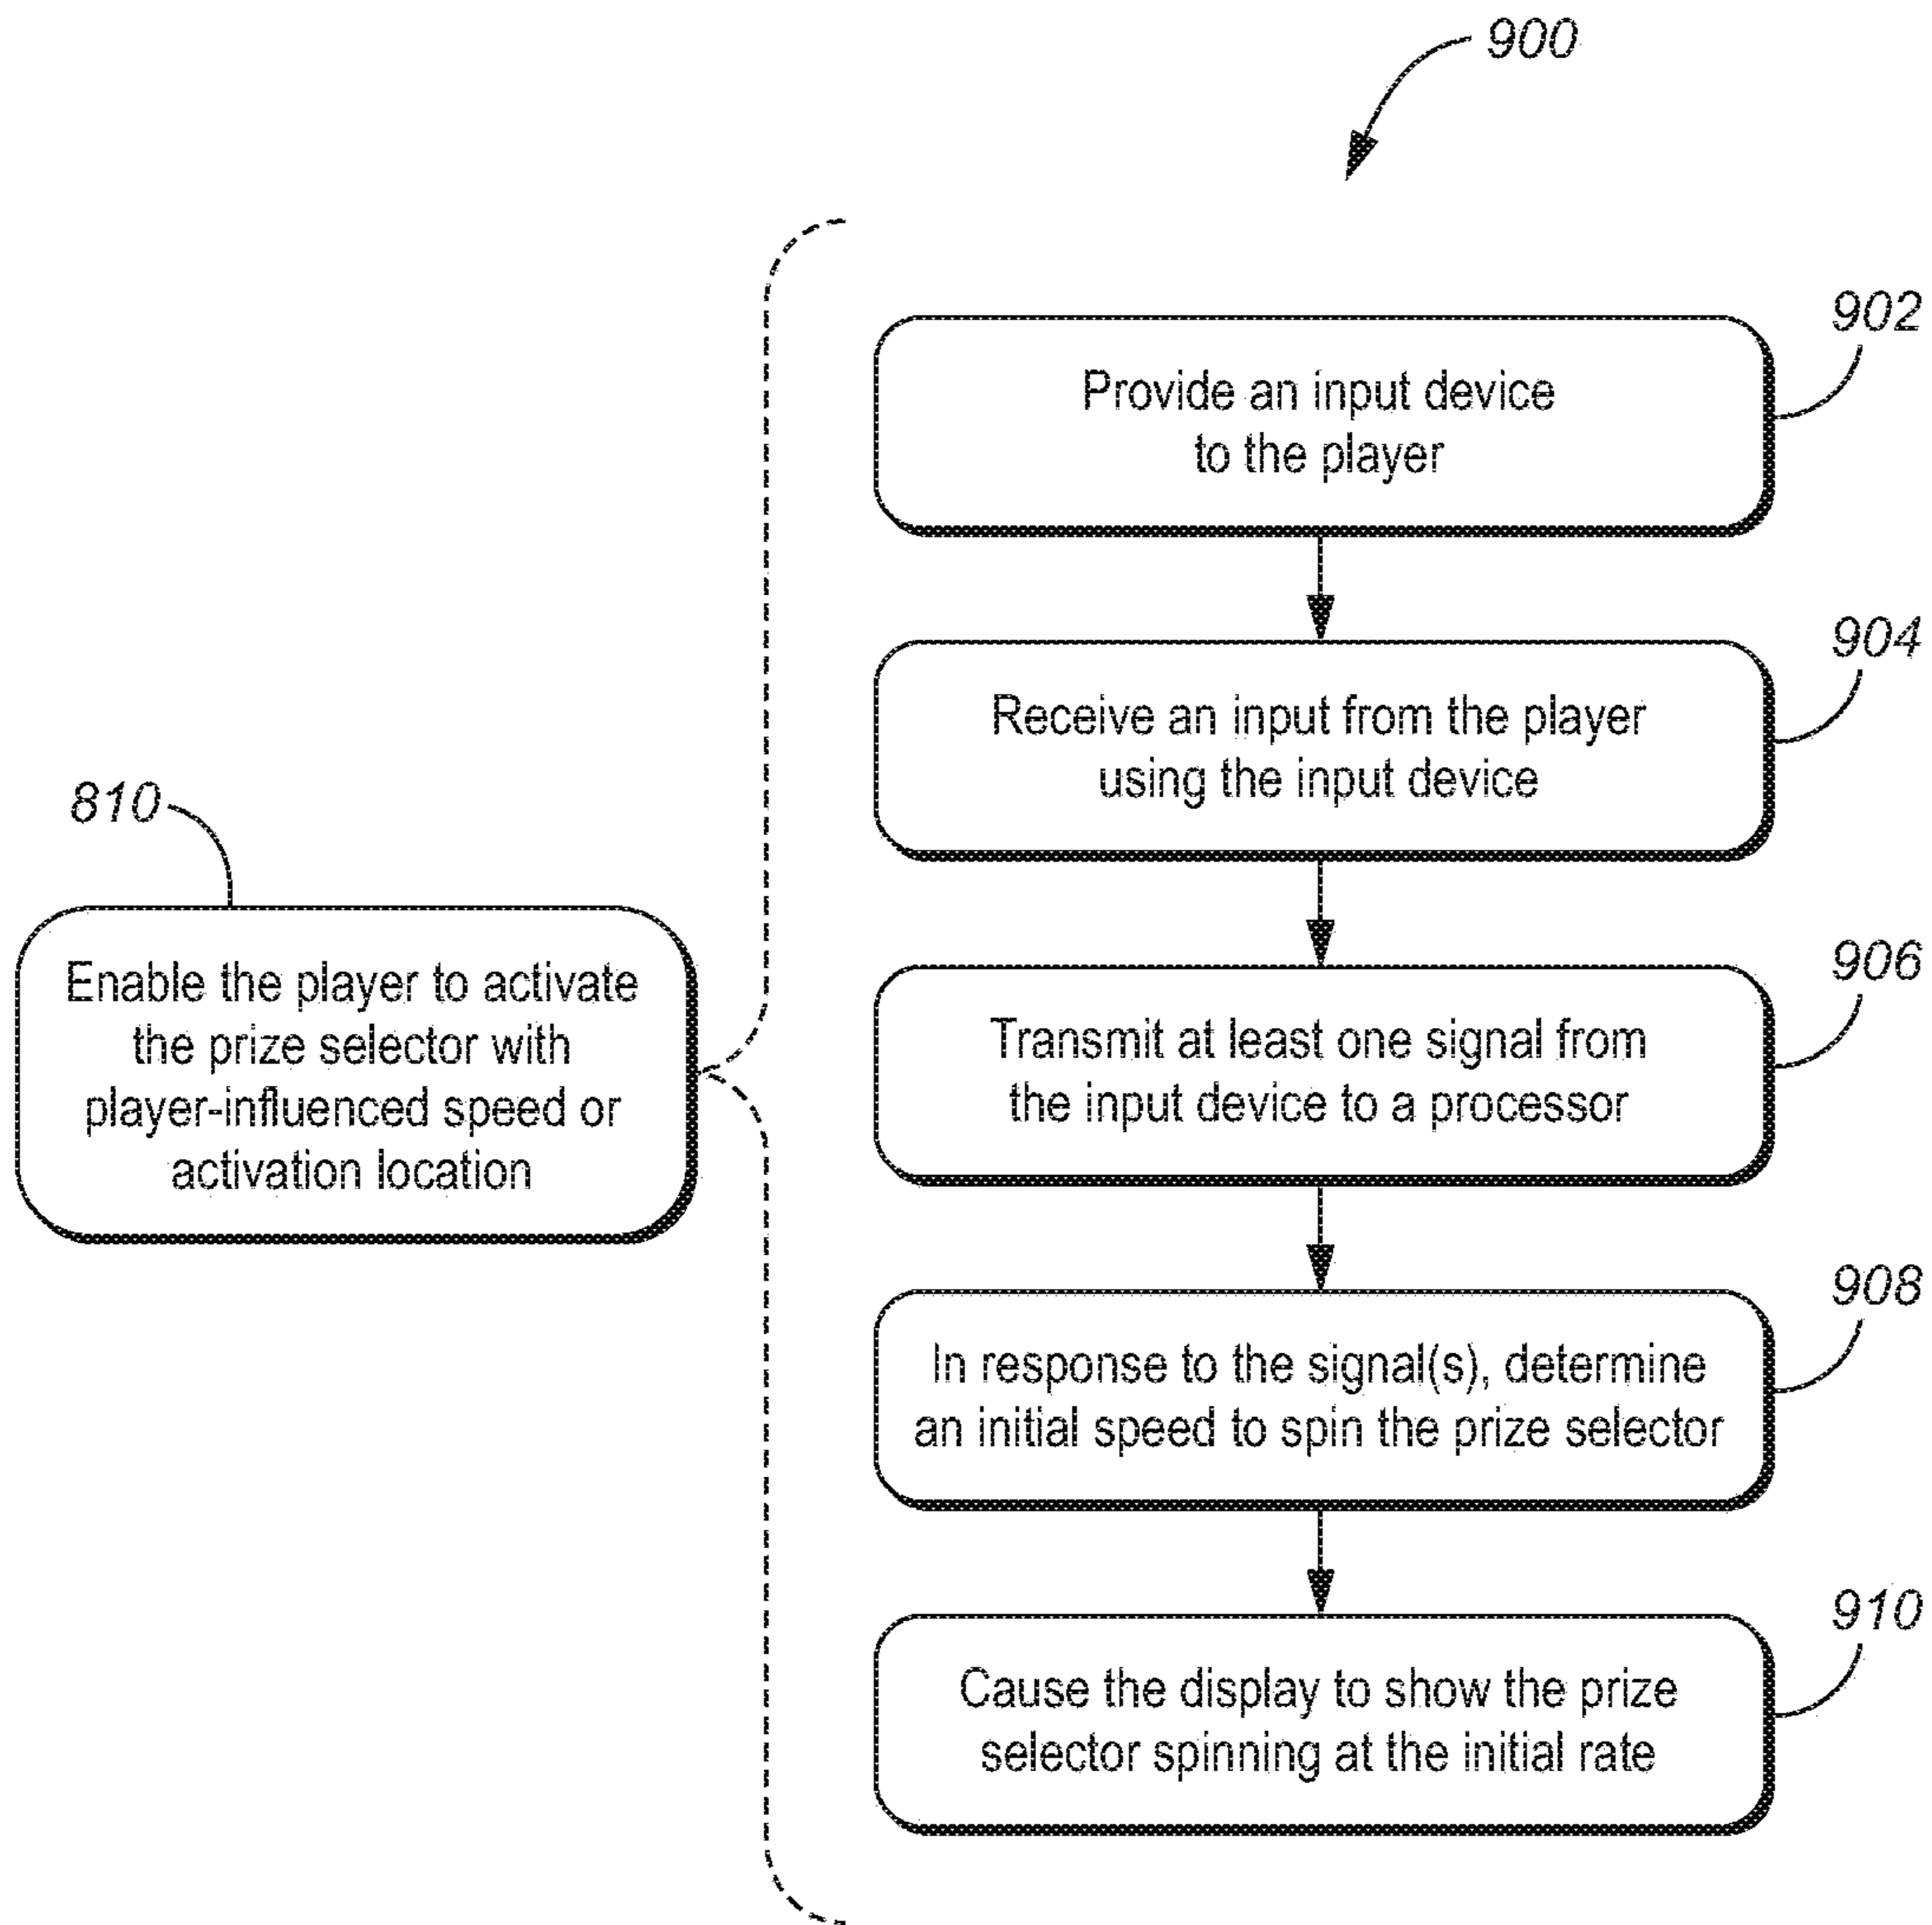 900
902
Provide an input device
to the player
904
Receive an input from the player
using the input device
810
Enable the player to activate
the prize selector with
player-influenced speed or
activation location
906
Transmit at least one signal from
the input device to a processor
908
In response to the signal(s), determine
an initial speed to spin the prize selector
910
Cause the display to show the prize
selector spinning at the initial rate